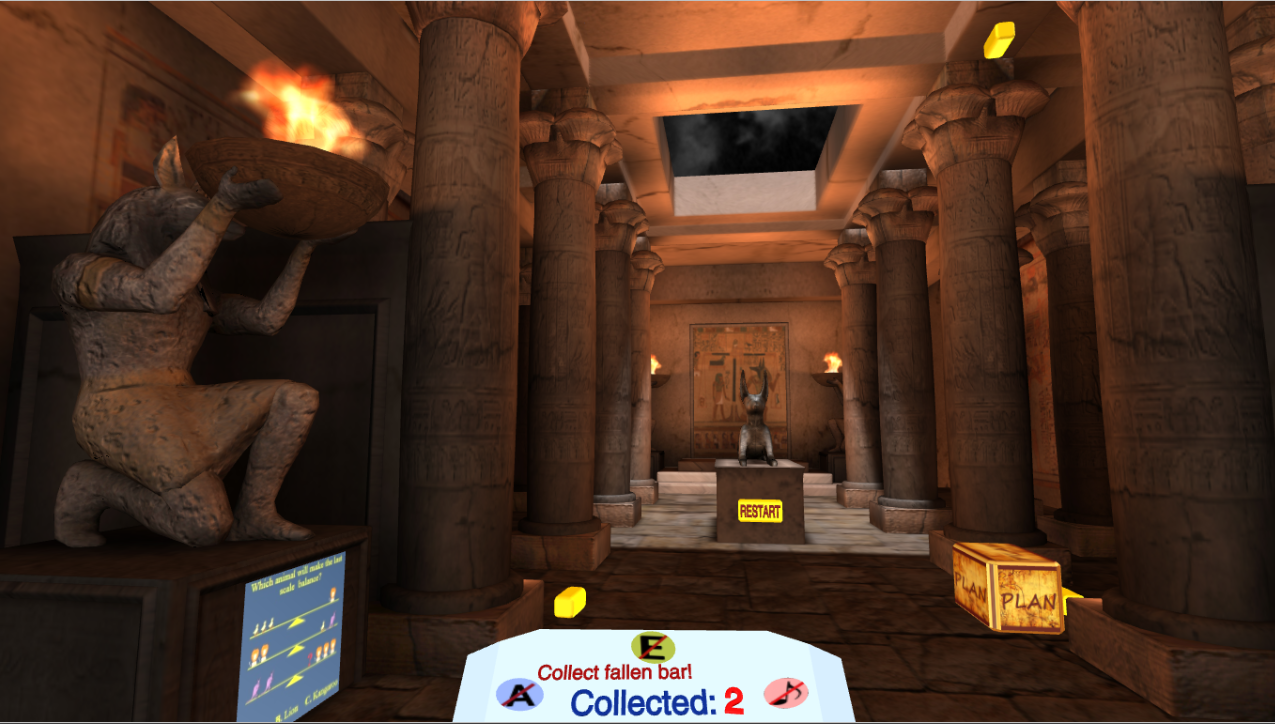 RESTART
Which animal will make the last
scale balance?
B. Lion C. Kangaroo
PLAN
PLAN
E
Collect fallen bar!
A
Collected: 2